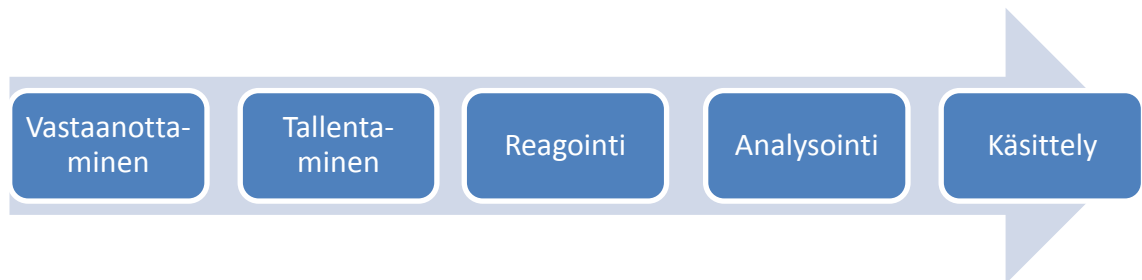 Vastaanotta-
minen
Tallenta-
minen
Reagointi
Analysointi
Käsittely